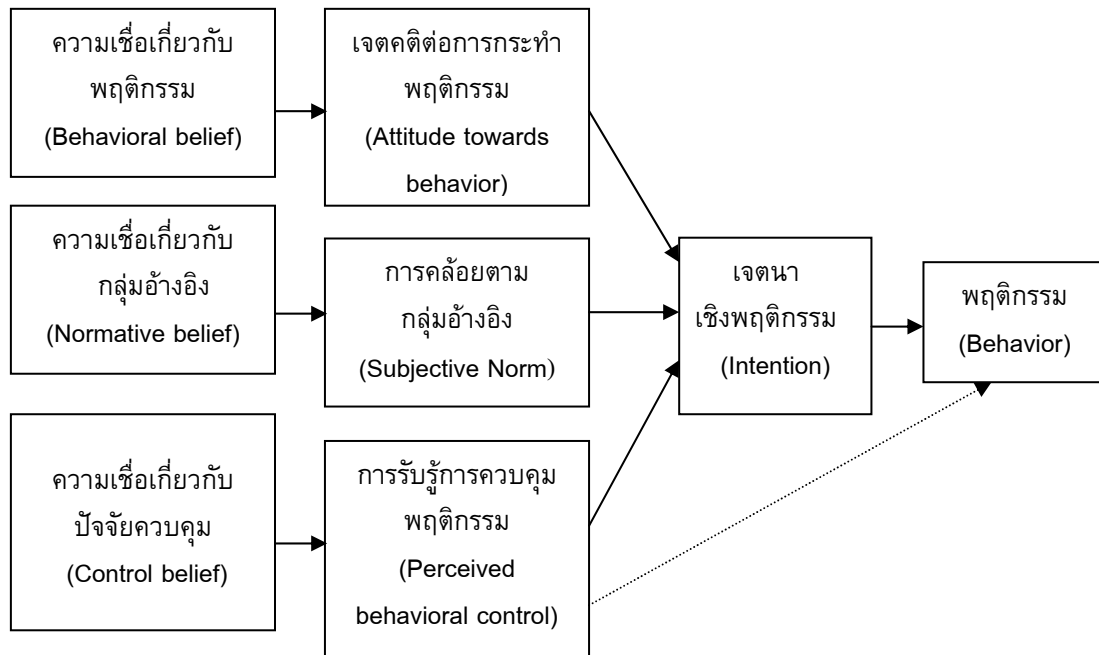 ความเชื่อเกี่ยวกับ
พฤติกรรม
(Behavioral belief)
เจตคติต่อการกระทำ
พฤติกรรม
(Attitude towards
behavior)
ความเชื่อเกี่ยวกับ
กลุ่มอ้างอิง
(Normative belief)
การคล้อยตาม
กลุ่มอ้างอิง
(Subjective Norm)
เจตนา
เชิงพฤติกรรม
(Intention)
พฤติกรรม
(Behavior)
ความเชื่อเกี่ยวกับ
ปัจจัยควบคุม
(Control belief)
การรับรู้การควบคุม
พฤติกรรม
(Perceived
behavioral control)